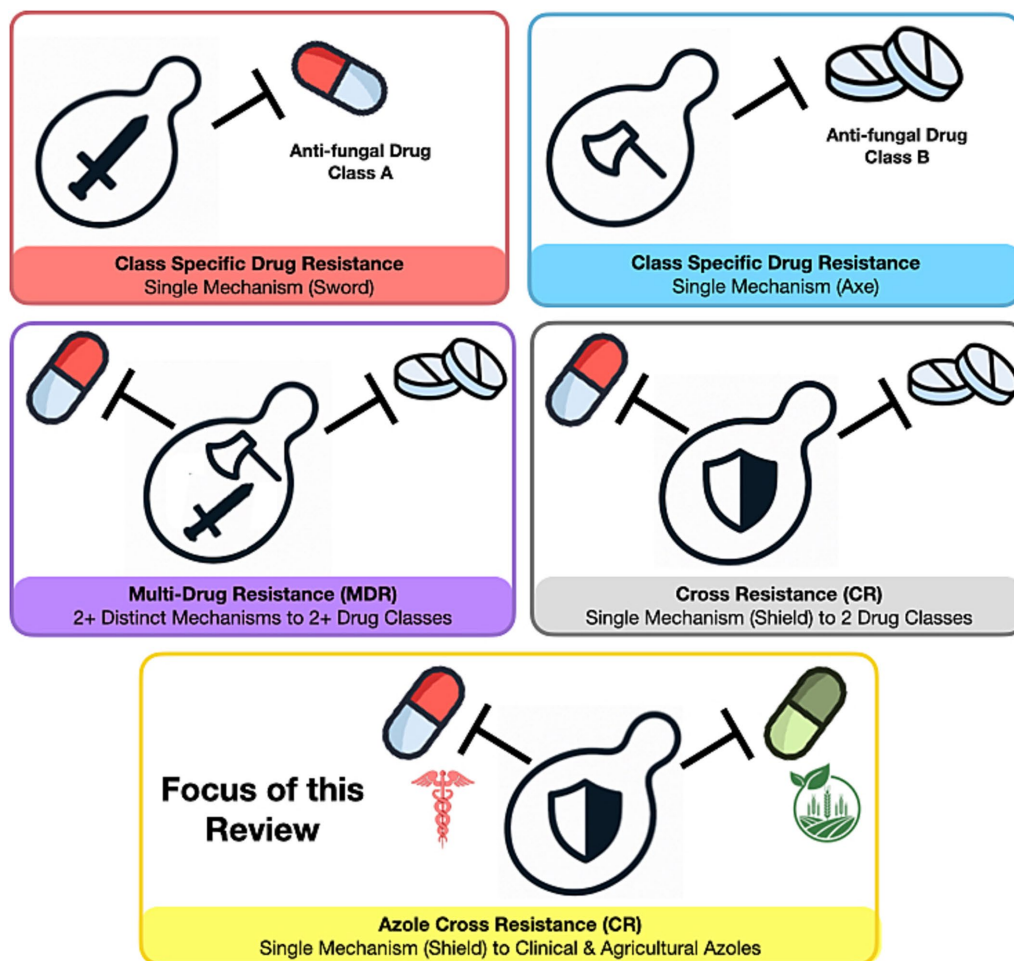 Anti-fungal Drug
Class A
Class Specific Drug Resistance
Single Mechanism (Sword)
Anti-fungal Drug
Class B
Class Specific Drug Resistance
Single Mechanism (Axe)
Multi-Drug Resistance (MDR)
2+ Distinct Mechanisms to 2+ Drug Classes
Cross Resistance (CR)
Single Mechanism (Shield) to 2 Drug Classes
Focus of this
Review
Azole Cross Resistance (CR)
Single Mechanism (Shield) to Clinical & Agricultural Azoles